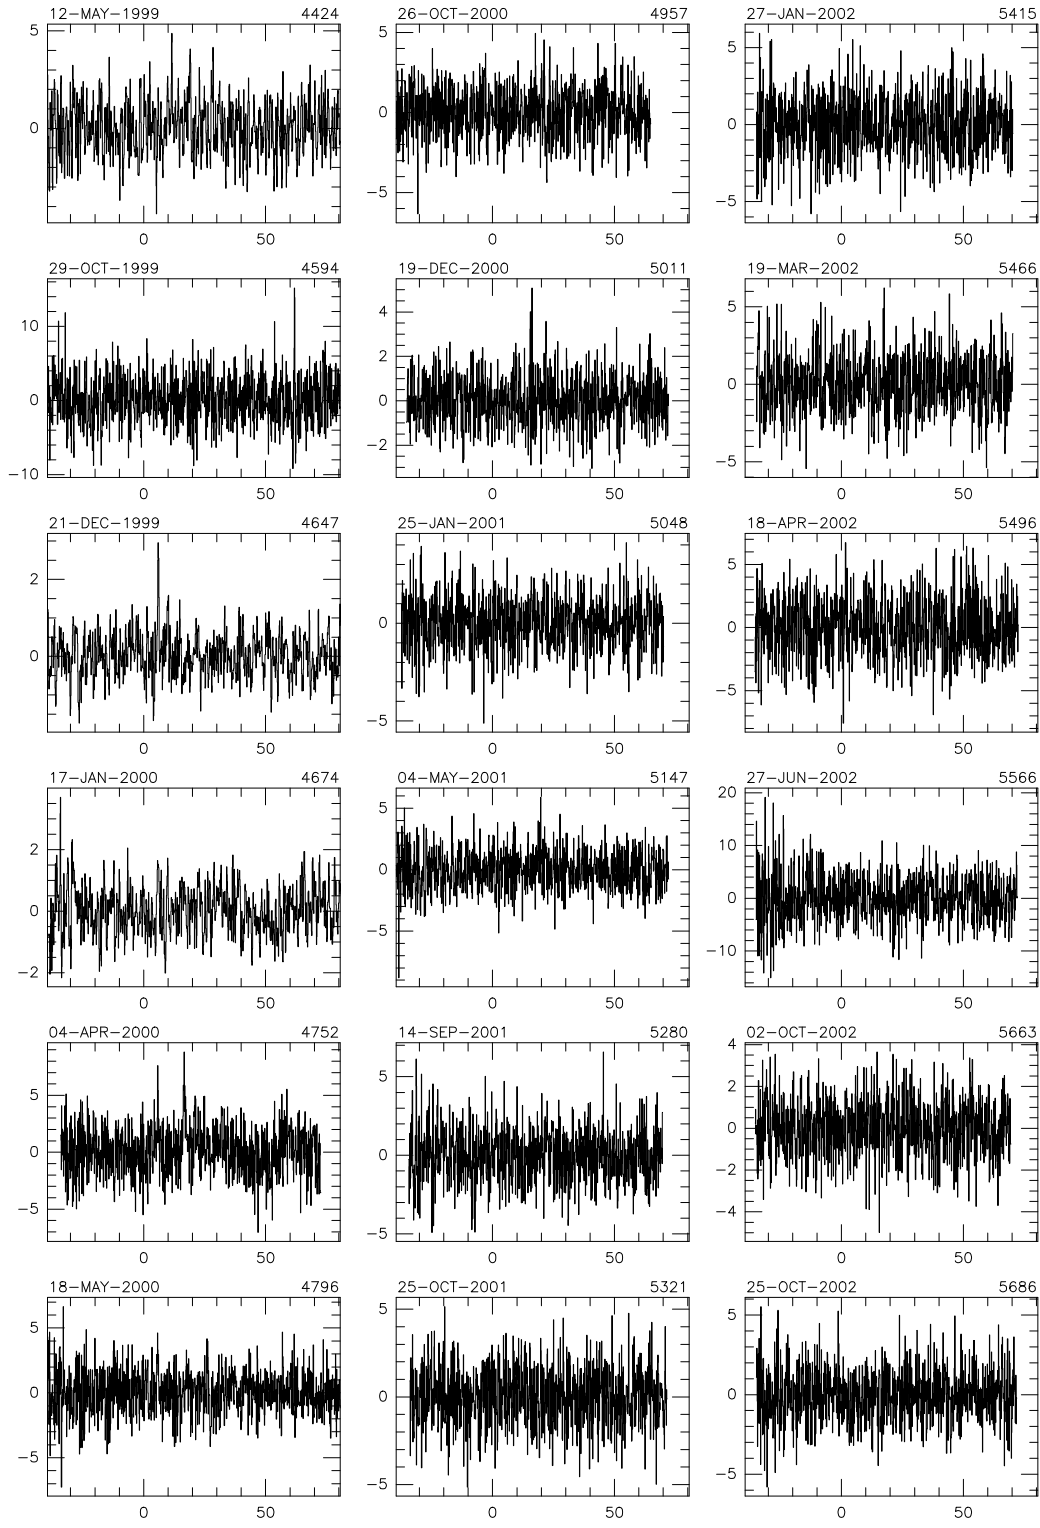 12-MAY-1999 4424 26-OCT-2000 4957 27-JAN-2002 5415
5 5 5
0 0 0
-5 -5
0 50 0 50 0 50
29-OCT-1999 4594 19-DEC-2000 5011 19-MAR-2002 5466
10 4 5
0 2 0
-10 0 -5
-2
0 50 0 50 0 50
21-DEC-1999 4647 25-JAN-2001 5048 18-APR-2002 5496
2 0 5
0 -5 0
-5
0 50 0 50 0 50
17-JAN-2000 4674 04-MAY-2001 5147 27-JUN-2002 5566
2 5 20
0 0 10
-2 -5 0
-10
0 50 0 50 0 50
04-APR-2000 4752 14-SEP-2001 5280 02-OCT-2002 5663
5 5 4
0 0 2
-5 -5 0
-2
-4
0 50 0 50 0 50
18-MAY-2000 4796 25-OCT-2001 5321 25-OCT-2002 5686
5 5 5
0 0 0
-5 -5 -5
0 50 0 50 0 50